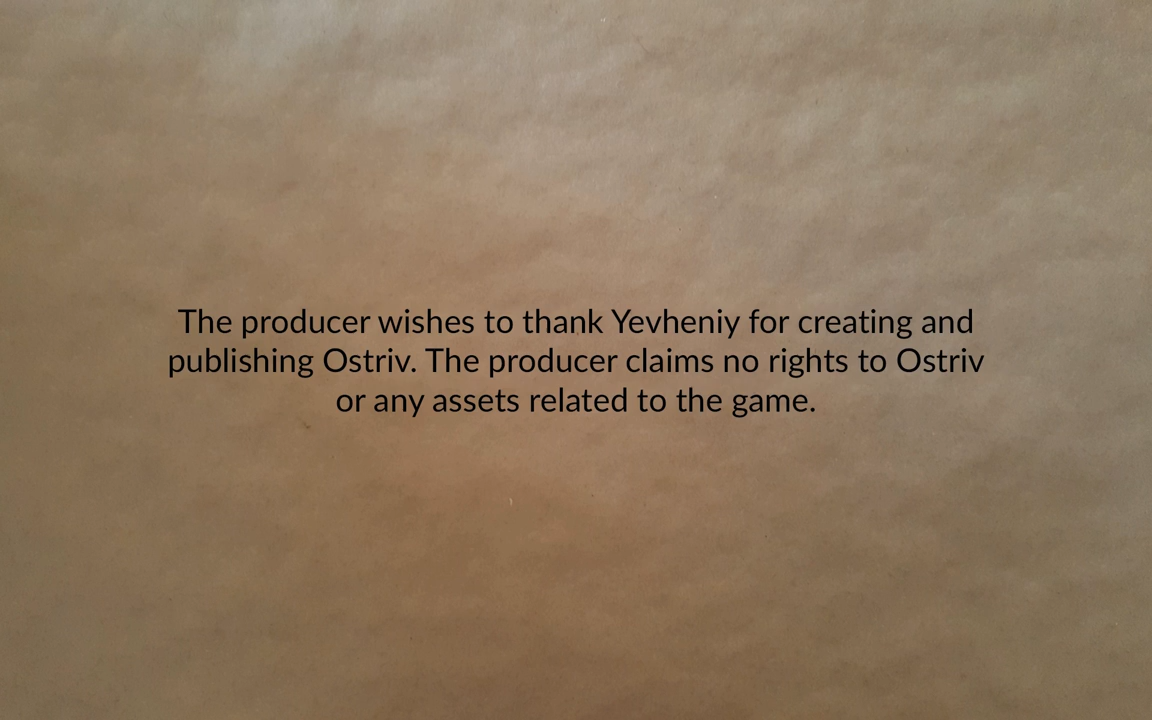 The producer wishes to thank Yevheniy for creating and
publishing Ostriv. The producer claims no rights to Ostriv
or any assets related to the game.